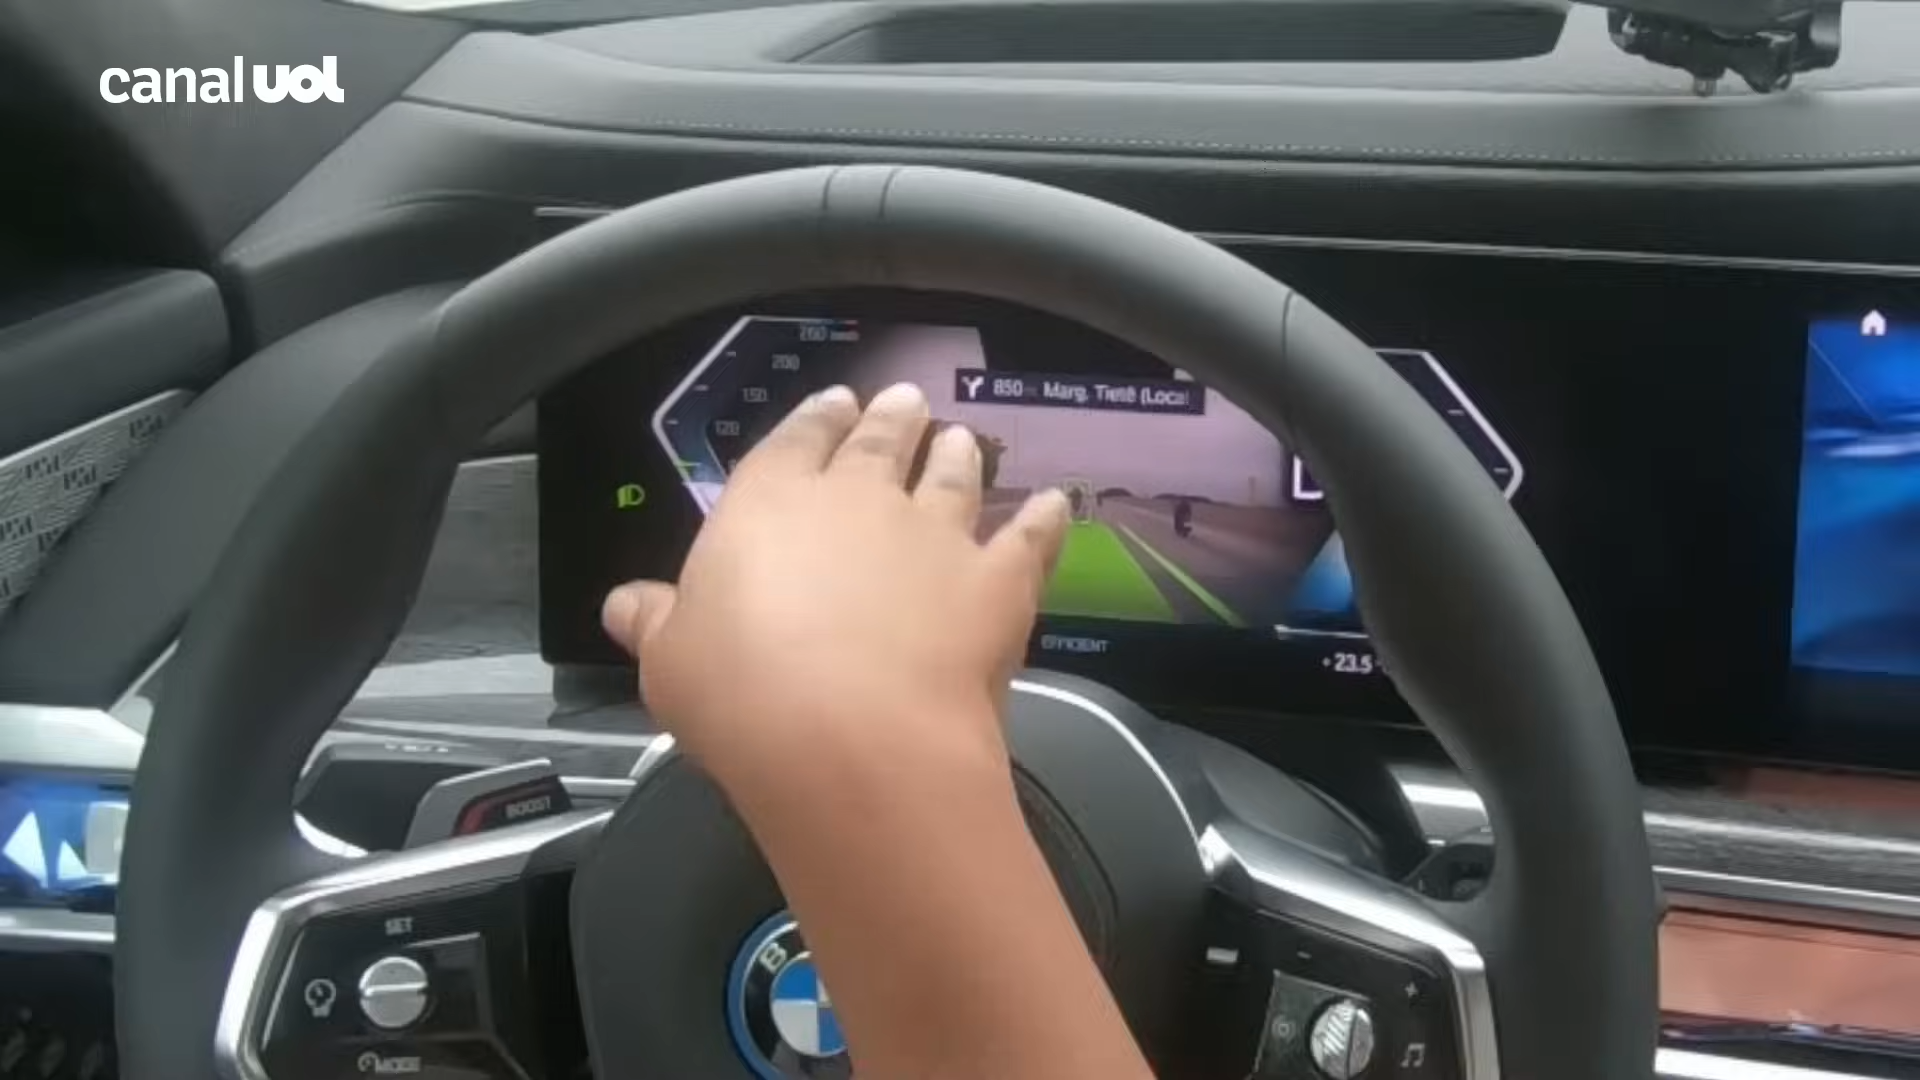 canal UOL
260
200
150
120
850 m Marg. Tietê (Local
EFFICIENT
23.5
BOOST
SET
MODE
B